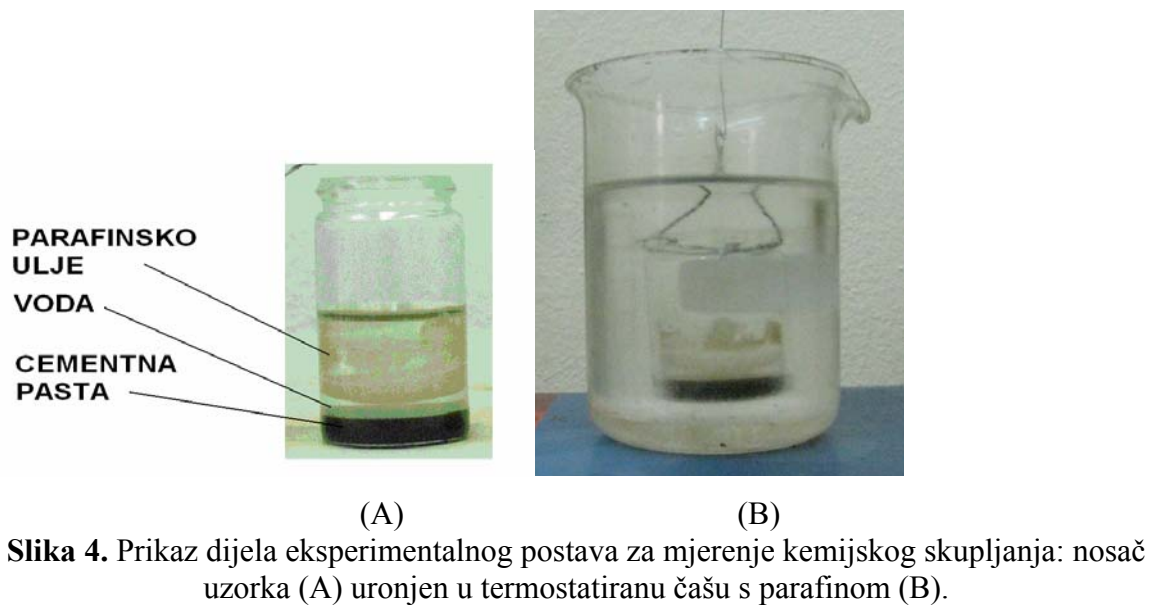 PARAFINSKO
ULJE
VODA
CEMENTNA
PASTA
(A) (B)
Slika 4. Prikaz dijela eksperimentalnog postava za mjerenje kemijskog skupljanja: nosač
uzorka (A) uronjen u termostatiranu čašu s parafinom (B).